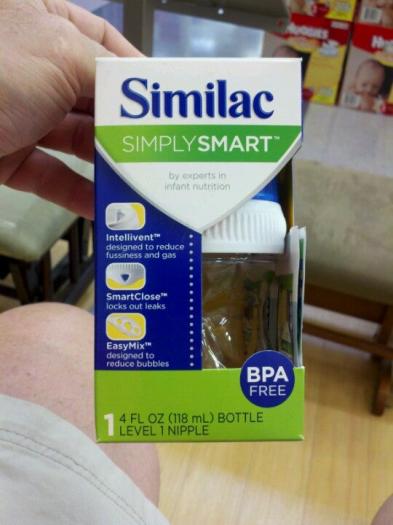 HUGGIES
Similac
SIMPLYSMART™
by experts in
infant nutrition
Intellivent™
designed to reduce
fussiness and gas
SmartClose™
locks out leaks
EasyMix™
designed to
reduce bubbles
BPA
FREE
1 4 FL OZ (118 mL) BOTTLE
LEVEL 1 NIPPLE